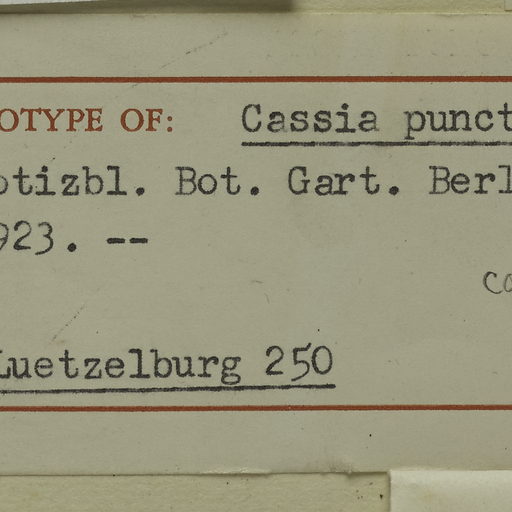 OTYPE OF: Cassia punct
otizbl. Bot. Gart. Berl
923. --
Co
Luetzelburg 250